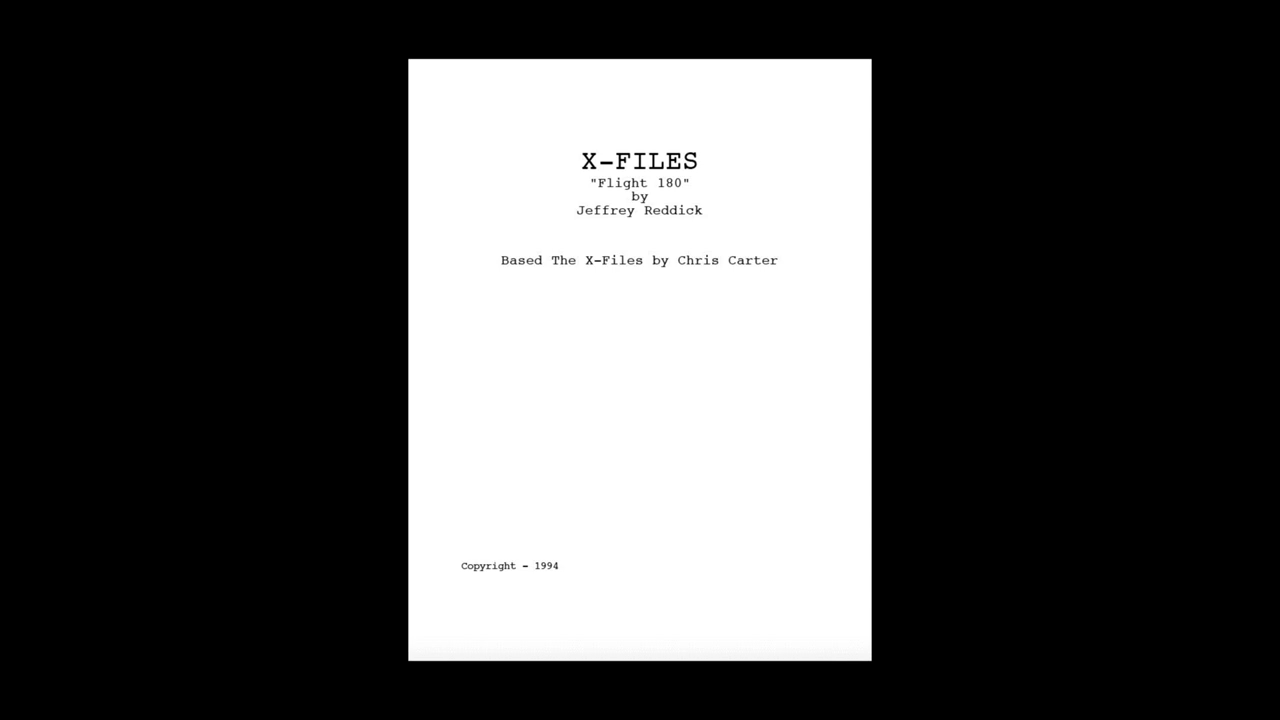 X-FILES
"Flight 180"
by
Jeffrey Reddick
Based The X-Files by Chris Carter
Copyright - 1994